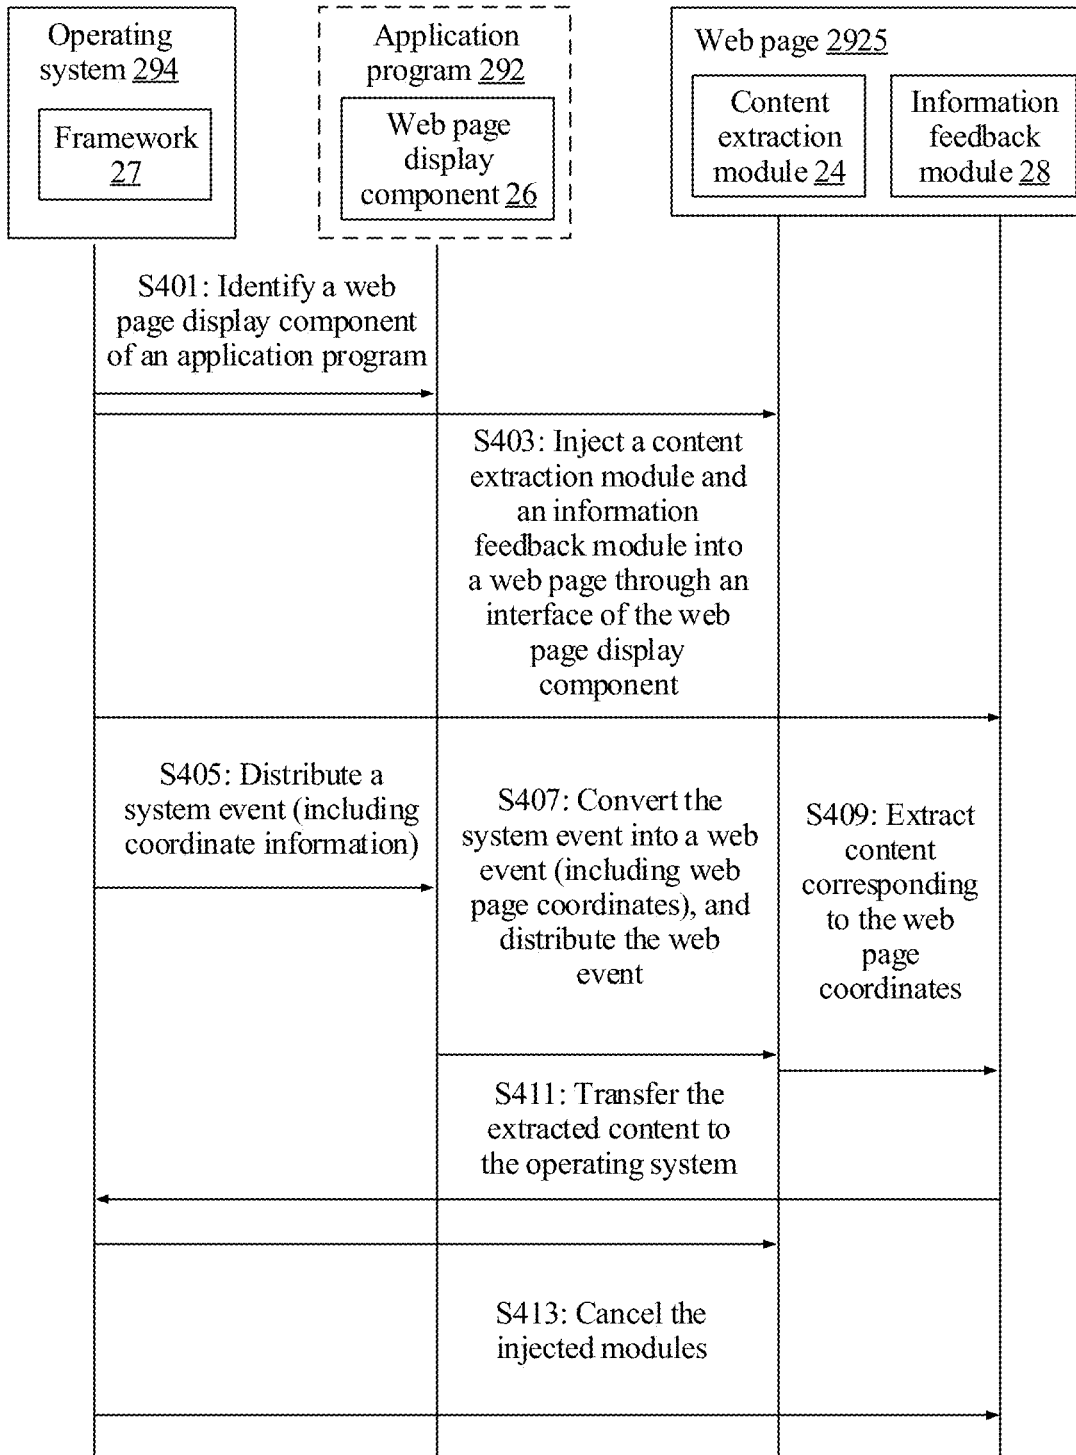 Operating
system 294
Framework
27
Application
program 292
Web page
display
component 26
Web page 2925
Content
extraction
module 24
Information
feedback
module 28
S401: Identify a web
page display component
of an application program
S403: Inject a content
extraction module and
an information
feedback module into
a web page through an
interface of the web
page display
component
S405: Distribute a
system event (including
coordinate information)
S407: Convert the
system event into a web
event (including web
page coordinates), and
distribute the web
event
S409: Extract
content
corresponding
to the web
page
coordinates
S411: Transfer the
extracted content to
the operating system
S413: Cancel the
injected modules